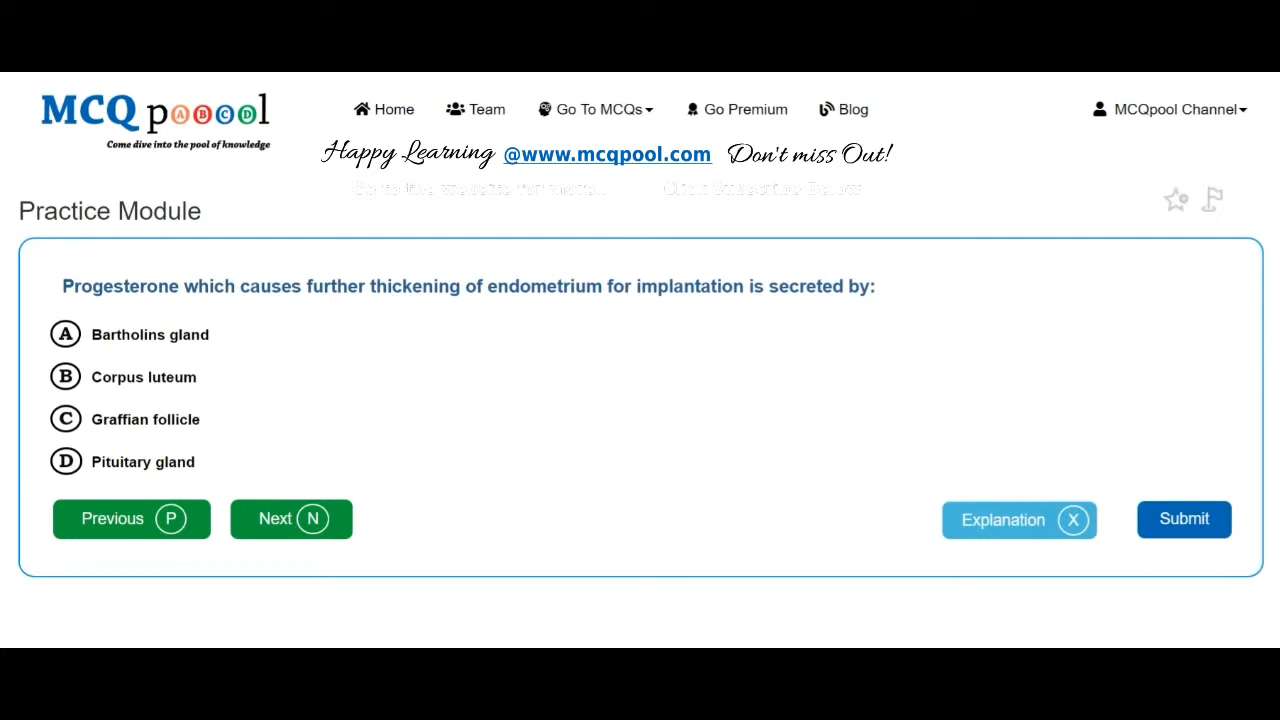 MCQ pooool
Come dive into the pool of knowledge
Home Team Go To MCQs Go Premium Blog MCQpool Channel
Happy Learning @www.mcqpool.com Don't miss Out!
Practice Module
Progesterone which causes further thickening of endometrium for implantation is secreted by:
A Bartholins gland
B Corpus luteum
C Graffian follicle
D Pituitary gland
Previous P Next N Explanation X Submit